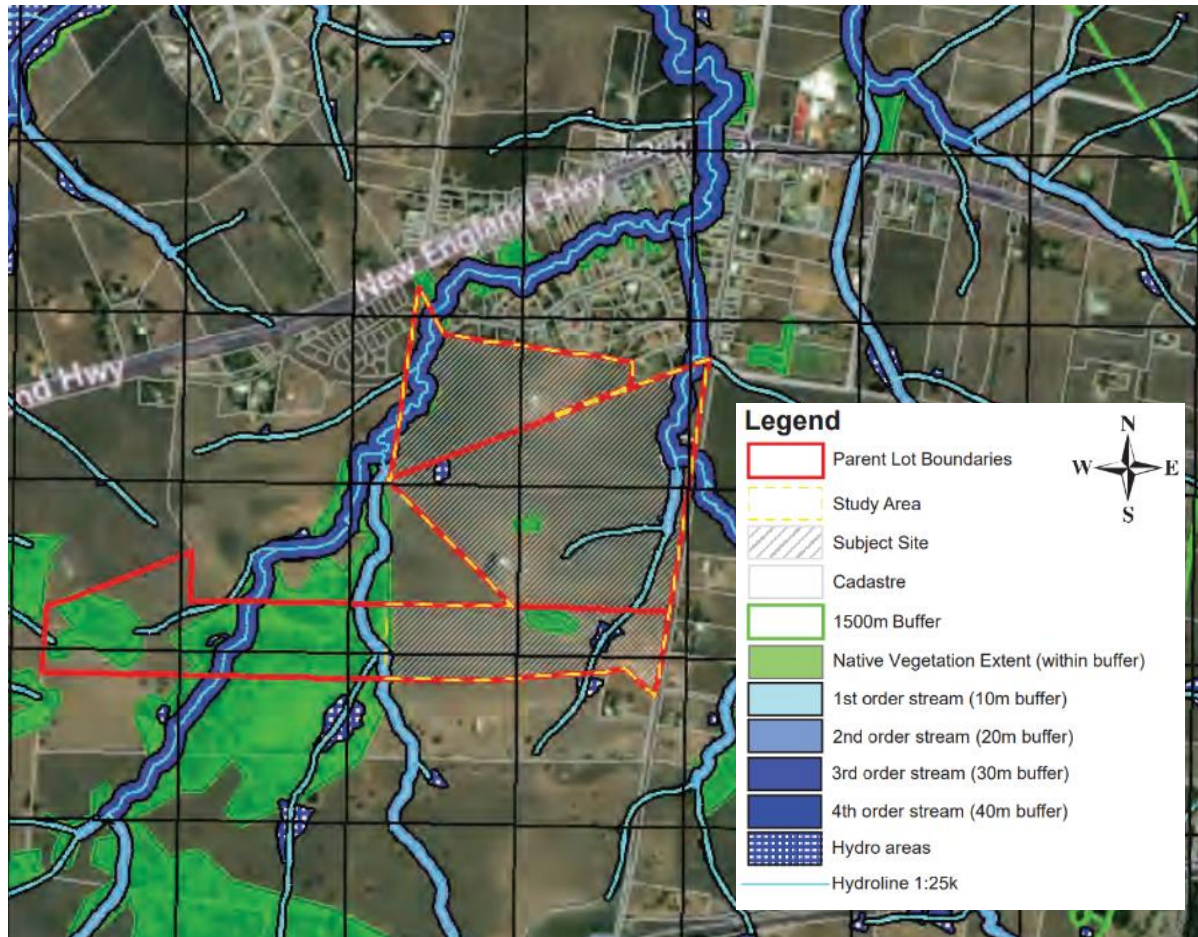 New England Hwy
nd Hwy
Legend
N
W
E
S
Parent Lot Boundaries
Study Area
Subject Site
Cadastre
1500m Buffer
Native Vegetation Extent (within buffer)
1st order stream (10m buffer)
2nd order stream (20m buffer)
3rd order stream (30m buffer)
4th order stream (40m buffer)
Hydro areas
Hydroline 1:25k